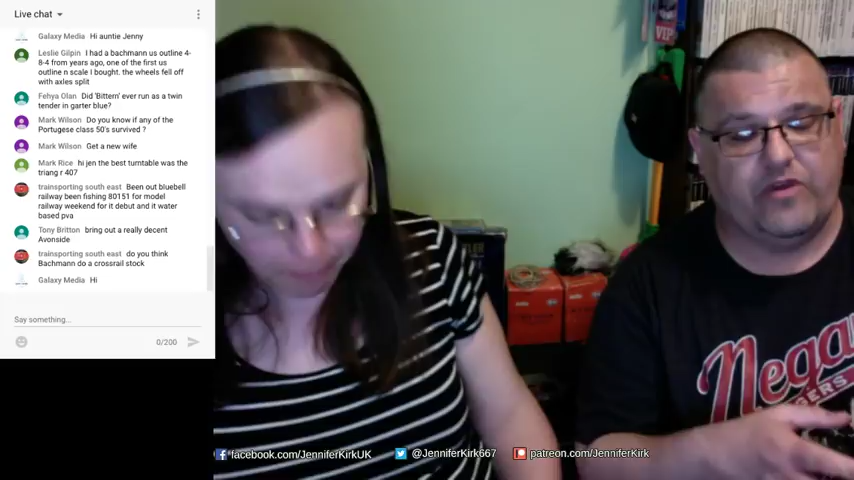 Live chat
Galaxy Media Hi auntie Jenny
Leslie Gilpin I had a bachmann us outline 4-
8-4 from years ago, one of the first us
outline n scale I bought. the wheels fell off
with axles split
Fehya Olan Did 'Bittern' ever run as a twin
tender in garter blue?
Mark Wilson Do you know if any of the
Portugese class 50's survived ?
Mark Wilson Get a new wife
Mark Rice hi jen the best turntable was the
triang r 407
trainsporting south east Been out bluebell
railway been fishing 80151 for model
railway weekend for it debut and it water
based pva
Tony Britton bring out a really decent
Avonside
trainsporting south east do you think
Bachmann do a crossrail stock
Galaxy Media Hi
Say something...
0/200
VIP
Negan
facebook.com/JenniferKirkUK
@JenniferKirk667
patreon.com/JenniferKirk